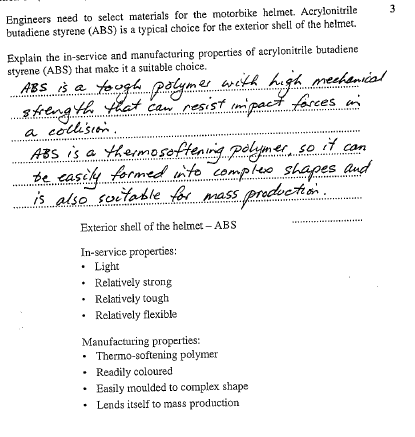 Engineers need to select materials for the motorbike helmet. Acrylonitrile 3
butadiene styrene (ABS) is a typical choice for the exterior shell of the helmet.
Explain the in-service and manufacturing properties of acrylonitrile butadiene
styrene (ABS) that make it a suitable choice.
ABS is a tough polymer with high mechanical
strength that can resist impact forces in
a collision.
ABS is a thermosoftening polymer, so it can
be easily formed into complex shapes and
is also suitable for mass production.
Exterior shell of the helmet – ABS
In-service properties:
• Light
• Relatively strong
• Relatively tough
• Relatively flexible
Manufacturing properties:
• Thermo-softening polymer
• Readily coloured
• Easily moulded to complex shape
• Lends itself to mass production